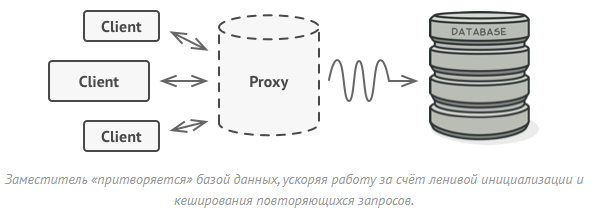 Client
Client
Client
Proxy
DATABASE
Заместитель «притворяется» базой данных, ускоряя работу за счёт ленивой инициализации и
кеширования повторяющихся запросов.